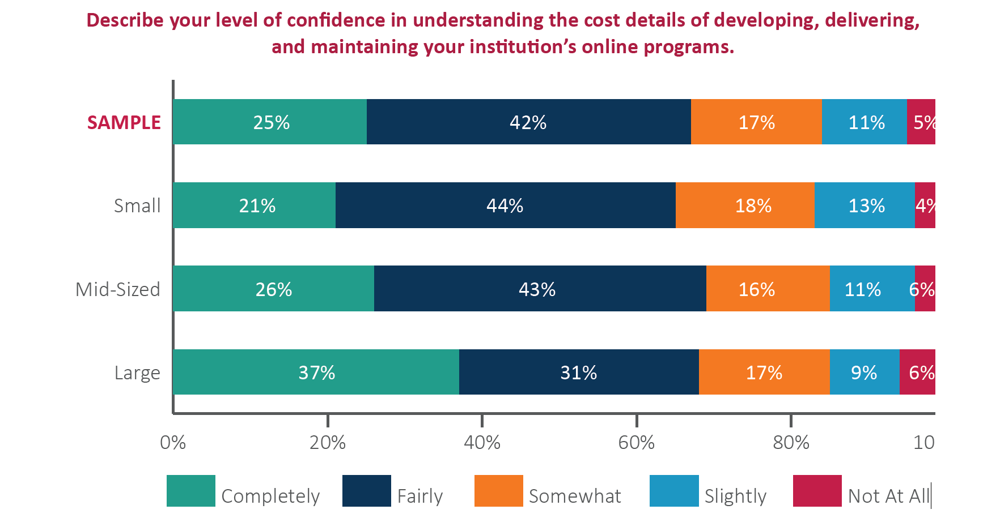 Describe your level of confidence in understanding the cost details of developing, delivering,
and maintaining your institution’s online programs.
SAMPLE 25% 42% 17% 11% 5%
Small 21% 44% 18% 13% 4%
Mid-Sized 26% 43% 16% 11% 6%
Large 37% 31% 17% 9% 6%
0% 20% 40% 60% 80% 10
Completely Fairly Somewhat Slightly Not At All